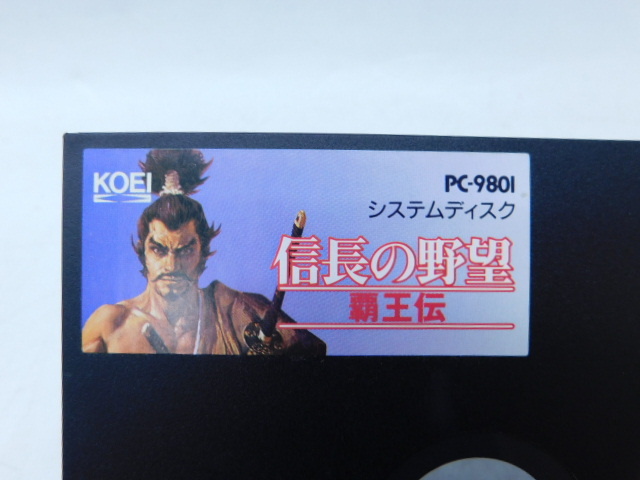 KOEI
PC-9801
システムディスク
信長の野望
覇王伝